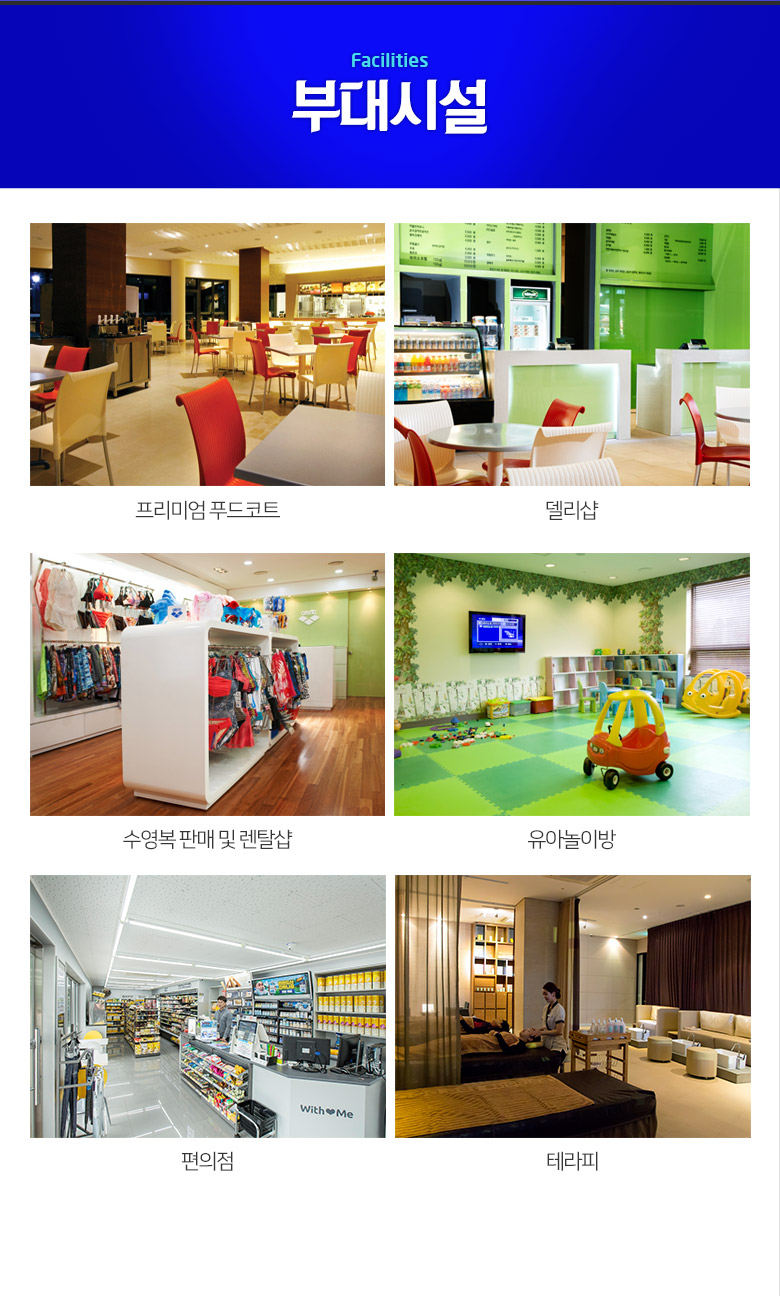 Facilities
부대시설
프리미엄 푸드코트
델리샵
수영복 판매 및 렌탈샵
유아놀이방
With Me
편의점
테라피